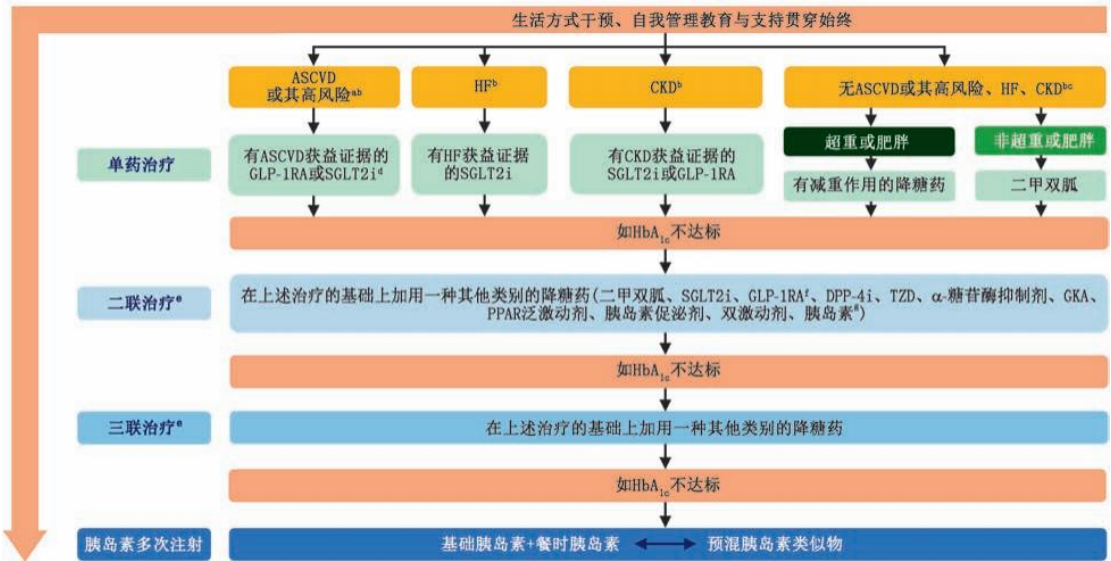 生活方式干预、自我管理教育与支持贯穿始终
ASCVD
或其高风险ab
HFb
CKDb
无ASCVD或其高风险、HF、CKDbc
超重或肥胖
非超重或肥胖
单药治疗
有ASCVD获益证据的
GLP-1RA或SGLT2id
有HF获益证据
的SGLT2i
有CKD获益证据的
SGLT2i或GLP-1RA
有减重作用的降糖药
二甲双胍
如HbA1c不达标
二联治疗e
在上述治疗的基础上加用一种其他类别的降糖药(二甲双胍、SGLT2i、GLP-1RAf、DPP-4i、TZD、α-糖苷酶抑制剂、GKA、
PPAR泛激动剂、胰岛素促泌剂、双激动剂、胰岛素g)
如HbA1c不达标
三联治疗e
在上述治疗的基础上加用一种其他类别的降糖药
如HbA1c不达标
胰岛素多次注射
基础胰岛素+餐时胰岛素
预混胰岛素类似物